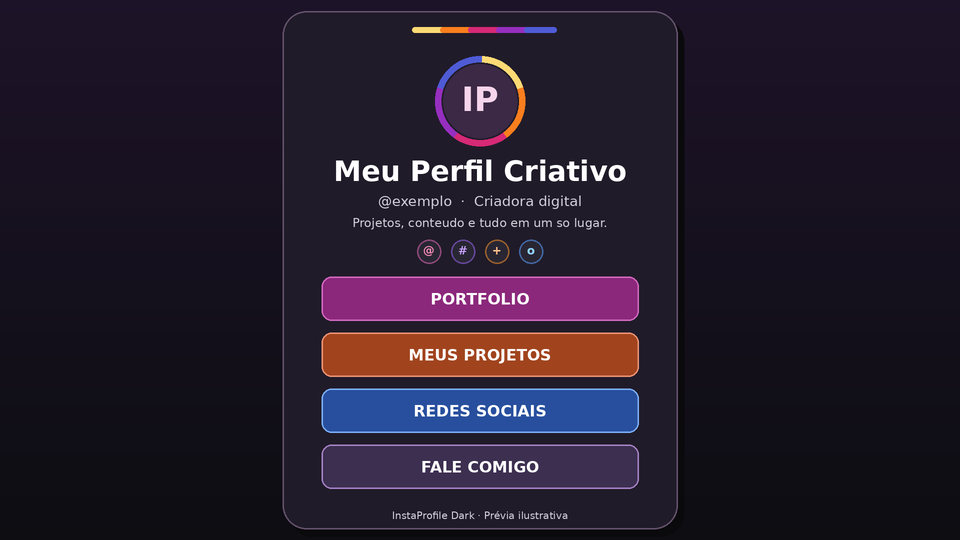 IP
Meu Perfil Criativo
@exemplo · Criadora digital
Projetos, conteudo e tudo em um so lugar.
@ # + o
PORTFOLIO
MEUS PROJETOS
REDES SOCIAIS
FALE COMIGO
InstaProfile Dark · Prévia ilustrativa